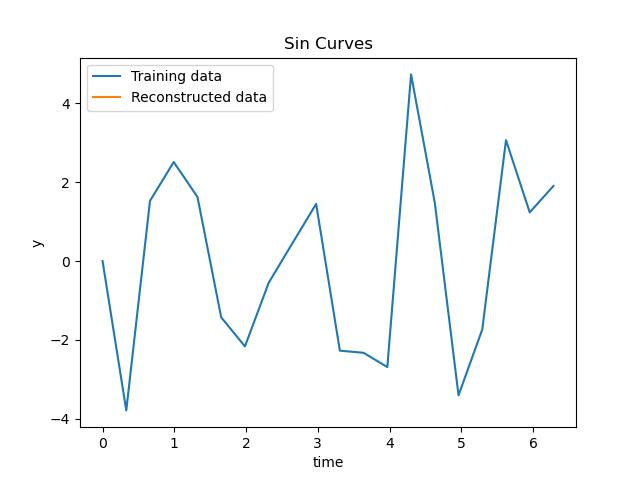 Sin Curves
Training data
Reconstructed data
4
2
0
−2
−4
y
0 1 2 3 4 5 6
time